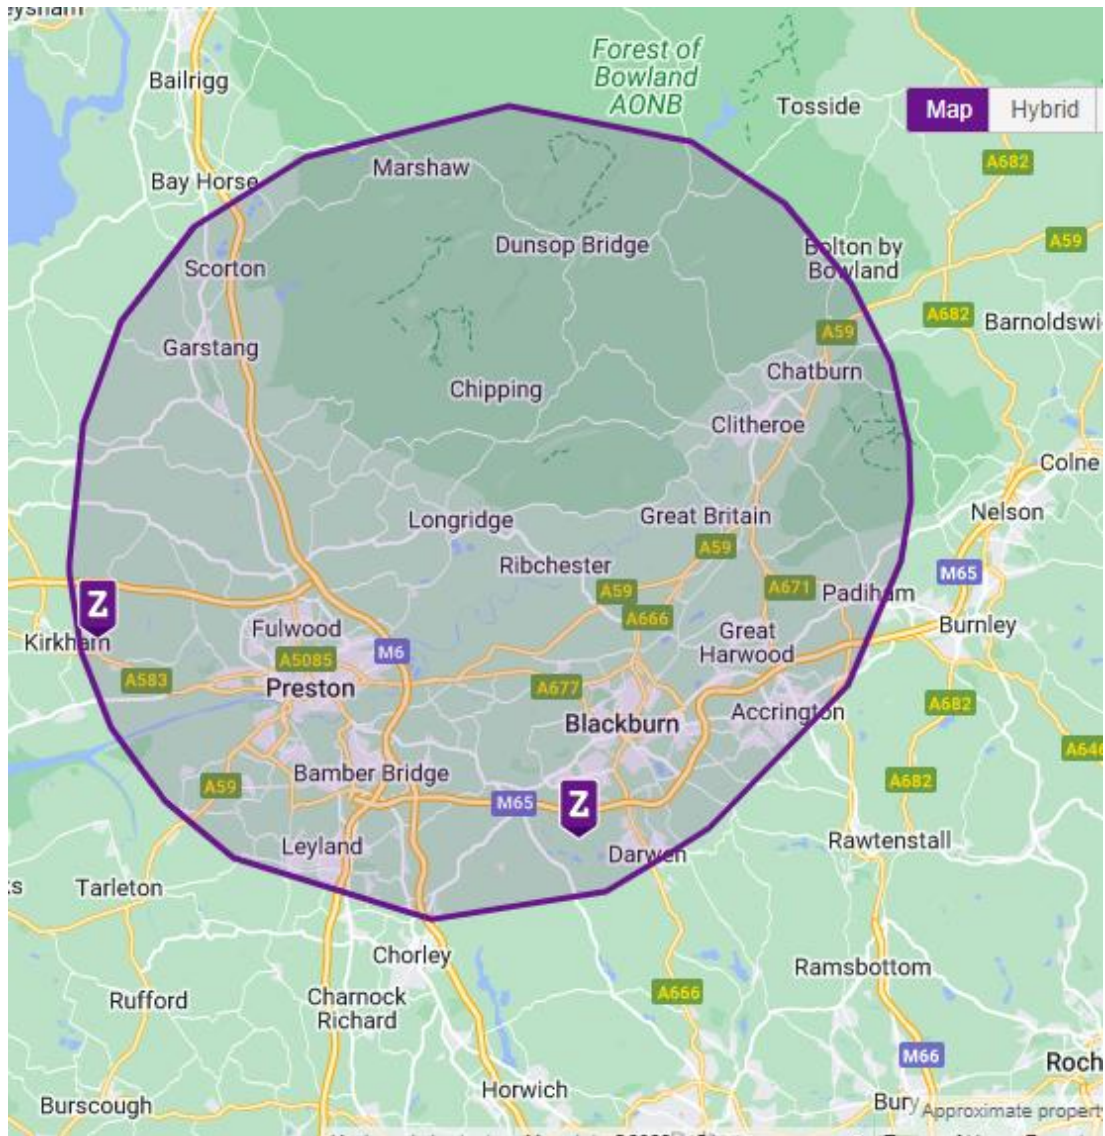 Bailrigg
Forest of
Bowland
AONB
Tosside
Map
Hybrid
A682
Marshaw
Bay Horse
A59
Dunsop Bridge
Bolton by
Bowland
Scorton
A682
A59
Garstang
Chatburn
Chipping
Clitheroe
Colne
Longridge
Great Britain
Nelson
A59
Ribchester
M65
A59
A671
Padiham
Z
A666
Fulwood
Great
Harwood
Burnley
Kirkham
A5085
M6
A583
Preston
A677
A682
Blackburn
Accrington
Bamber Bridge
A59
A682
M65
Z
Leyland
Darwen
Rawtenstall
Tarleton
Chorley
Ramsbottom
Rufford
Charnock
Richard
A666
M66
Roch
Horwich
Burscough
Bury
Approximate property